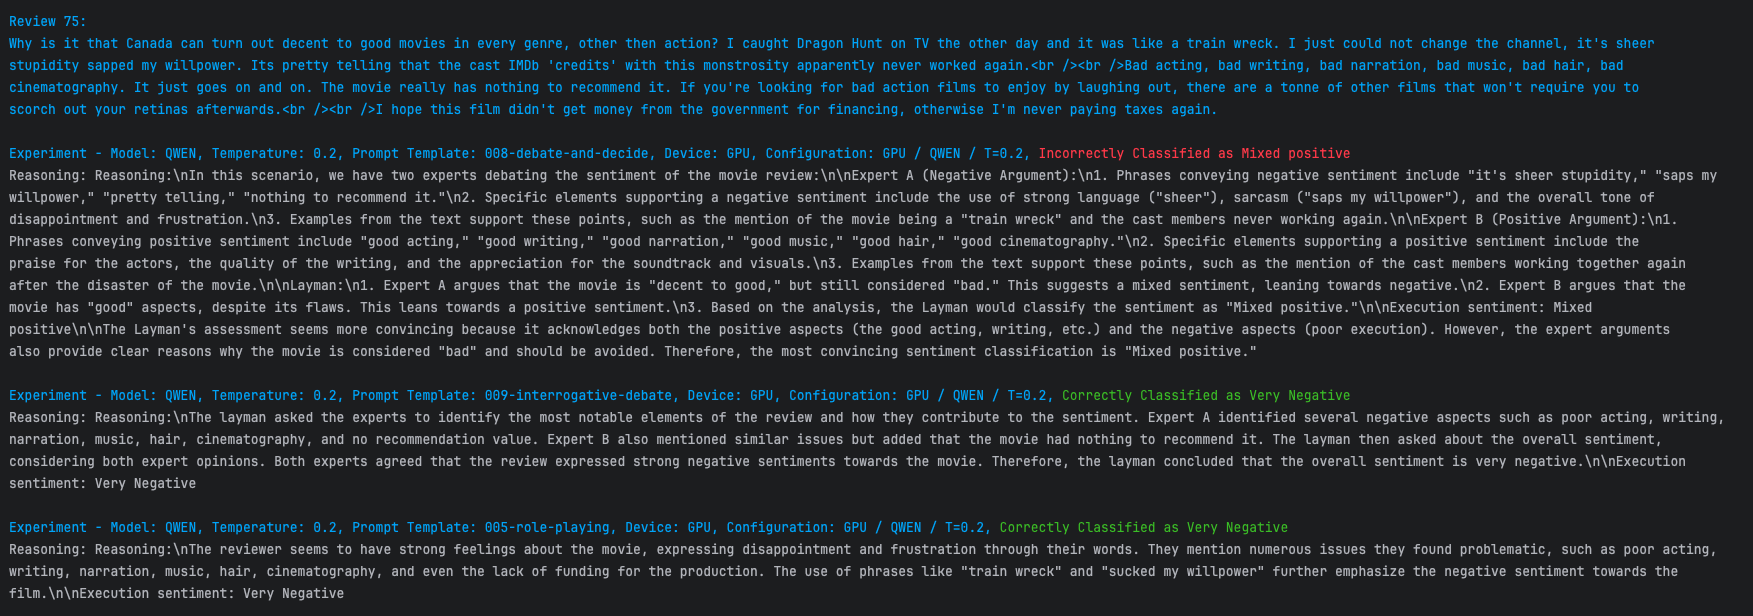 Review 75:
Why is it that Canada can turn out decent to good movies in every genre, other then action? I caught Dragon Hunt on TV the other day and it was like a train wreck. I just could not change the channel, it's sheer
stupidity sapped my willpower. Its pretty telling that the cast IMDb 'credits' with this monstrosity apparently never worked again.<br /><br />Bad acting, bad writing, bad narration, bad music, bad hair, bad
cinematography. It just goes on and on. The movie really has nothing to recommend it. If you're looking for bad action films to enjoy by laughing out, there are a tonne of other films that won't require you to
scorch out your retinas afterwards.<br /><br />I hope this film didn't get money from the government for financing, otherwise I'm never paying taxes again.
Experiment - Model: QWEN, Temperature: 0.2, Prompt Template: 008-debate-and-decide, Device: GPU, Configuration: GPU / QWEN / T=0.2, Incorrectly Classified as Mixed positive
Reasoning: Reasoning:\nIn this scenario, we have two experts debating the sentiment of the movie review:\n\nExpert A (Negative Argument):\n1. Phrases conveying negative sentiment include "it's sheer stupidity," "saps my
willpower," "pretty telling," "nothing to recommend it."\n2. Specific elements supporting a negative sentiment include the use of strong language ("sheer"), sarcasm ("saps my willpower"), and the overall tone of
disappointment and frustration.\n3. Examples from the text support these points, such as the mention of the movie being a "train wreck" and the cast members never working again.\n\nExpert B (Positive Argument):\n1.
Phrases conveying positive sentiment include "good acting," "good writing," "good narration," "good music," "good hair," "good cinematography."\n2. Specific elements supporting a positive sentiment include the
praise for the actors, the quality of the writing, and the appreciation for the soundtrack and visuals.\n3. Examples from the text support these points, such as the mention of the cast members working together again
after the disaster of the movie.\n\nLayman:\n1. Expert A argues that the movie is "decent to good," but still considered "bad." This suggests a mixed sentiment, leaning towards negative.\n2. Expert B argues that the
movie has "good" aspects, despite its flaws. This leans towards a positive sentiment.\n3. Based on the analysis, the Layman would classify the sentiment as "Mixed positive."\n\nExecution sentiment: Mixed
positive\n\nThe Layman's assessment seems more convincing because it acknowledges both the positive aspects (the good acting, writing, etc.) and the negative aspects (poor execution). However, the expert arguments
also provide clear reasons why the movie is considered "bad" and should be avoided. Therefore, the most convincing sentiment classification is "Mixed positive."
Experiment - Model: QWEN, Temperature: 0.2, Prompt Template: 009-interrogative-debate, Device: GPU, Configuration: GPU / QWEN / T=0.2, Correctly Classified as Very Negative
Reasoning: Reasoning:\nThe layman asked the experts to identify the most notable elements of the review and how they contribute to the sentiment. Expert A identified several negative aspects such as poor acting, writing,
narration, music, hair, cinematography, and no recommendation value. Expert B also mentioned similar issues but added that the movie had nothing to recommend it. The layman then asked about the overall sentiment,
considering both expert opinions. Both experts agreed that the review expressed strong negative sentiments towards the movie. Therefore, the layman concluded that the overall sentiment is very negative.\n\nExecution
sentiment: Very Negative
Experiment - Model: QWEN, Temperature: 0.2, Prompt Template: 005-role-playing, Device: GPU, Configuration: GPU / QWEN / T=0.2, Correctly Classified as Very Negative
Reasoning: Reasoning:\nThe reviewer seems to have strong feelings about the movie, expressing disappointment and frustration through their words. They mention numerous issues they found problematic, such as poor acting,
writing, narration, music, hair, cinematography, and even the lack of funding for the production. The use of phrases like "train wreck" and "sucked my willpower" further emphasize the negative sentiment towards the
film.\n\nExecution sentiment: Very Negative